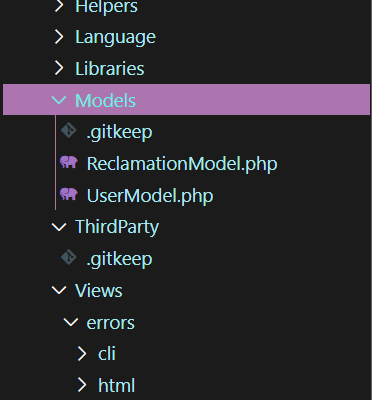 Helpers
Language
Libraries
Models
.gitkeep
ReclamationModel.php
UserModel.php
ThirdParty
.gitkeep
Views
errors
cli
html